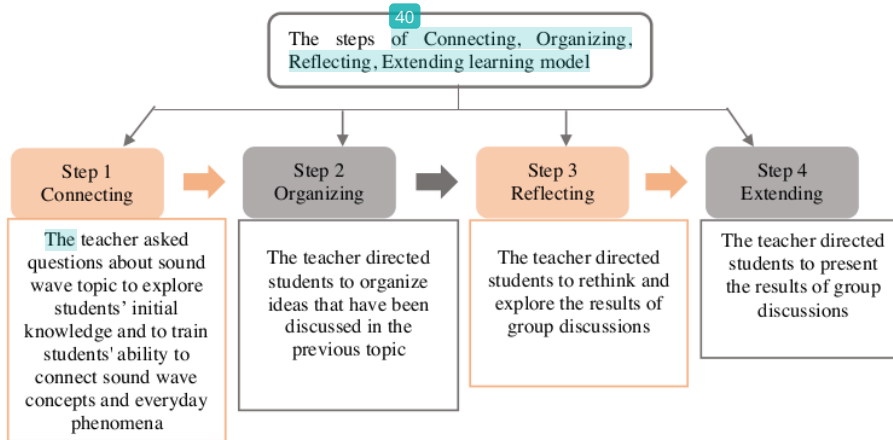 40
The steps of Connecting, Organizing,
Reflecting, Extending learning model
Step 1
Connecting
Step 2
Organizing
Step 3
Reflecting
Step 4
Extending
The teacher asked
questions about sound
wave topic to explore
students’ initial
knowledge and to train
students' ability to
connect sound wave
concepts and everyday
phenomena
The teacher directed
students to organize
ideas that have been
discussed in the
previous topic
The teacher directed
students to rethink and
explore the results of
group discussions
The teacher directed
students to present
the results of group
discussions